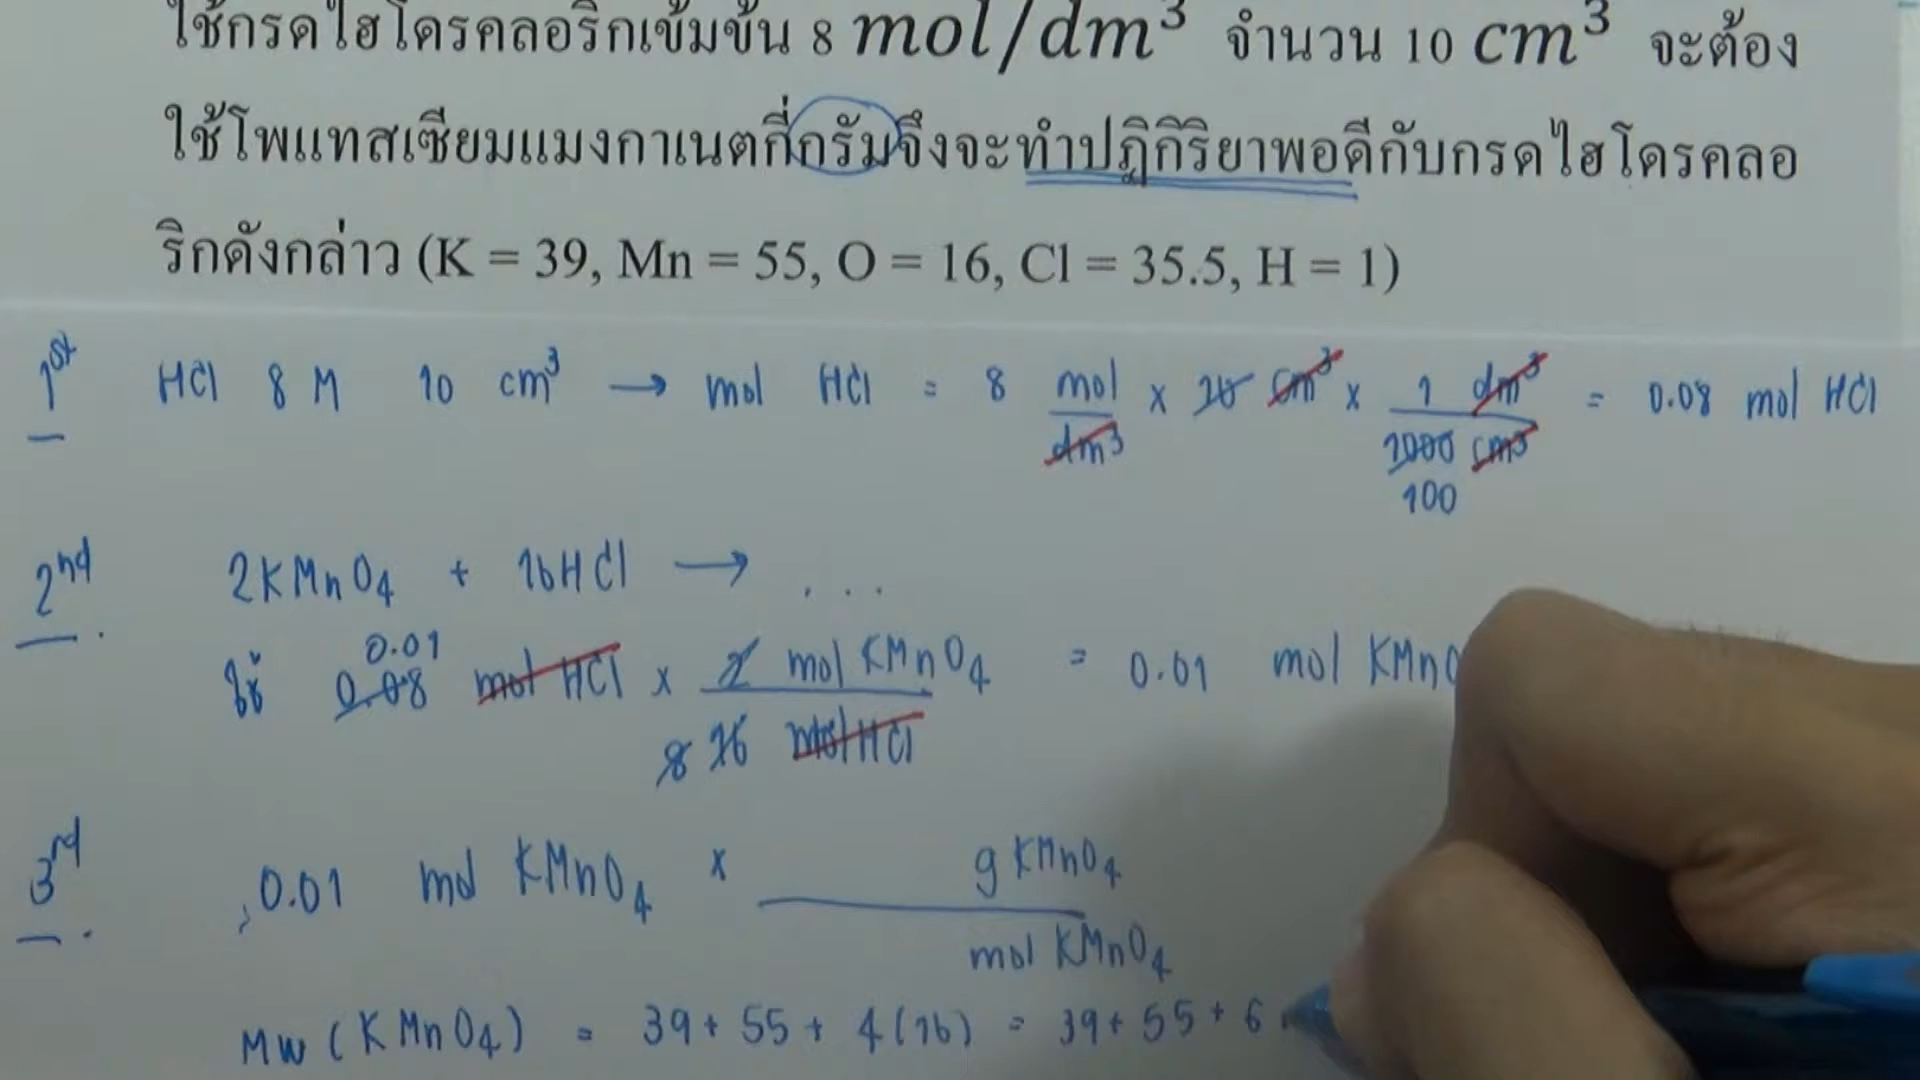 ใช้กรดไฮโดรคลอริกเข้มข้น 8 mol/dm³ จำนวน 10 cm³ จะต้อง
ใช้โพแทสเซียมแมงกาเนตกี่กรัมจึงจะทำปฏิกิริยาพอดีกับกรดไฮโดรคลอ
ริกดังกล่าว (K = 39, Mn = 55, O = 16, Cl = 35.5, H = 1)
1st HCl 8 M 10 cm³ → mol HCl = 8 mol/dm³ x 10 cm³ x 1 dm³/1000 cm³ = 0.08 mol HCl
100
2nd 2KMnO₄ + 16HCl → ...
0.01
ใช้ 0.08 mol HCl x 2 mol KMnO₄ = 0.01 mol KMnO
8 16 mol HCl
3rd 0.01 mol KMnO₄ x g KMnO₄
mol KMnO₄
MW (KMnO₄) = 39 + 55 + 4(16) = 39 + 55 + 6